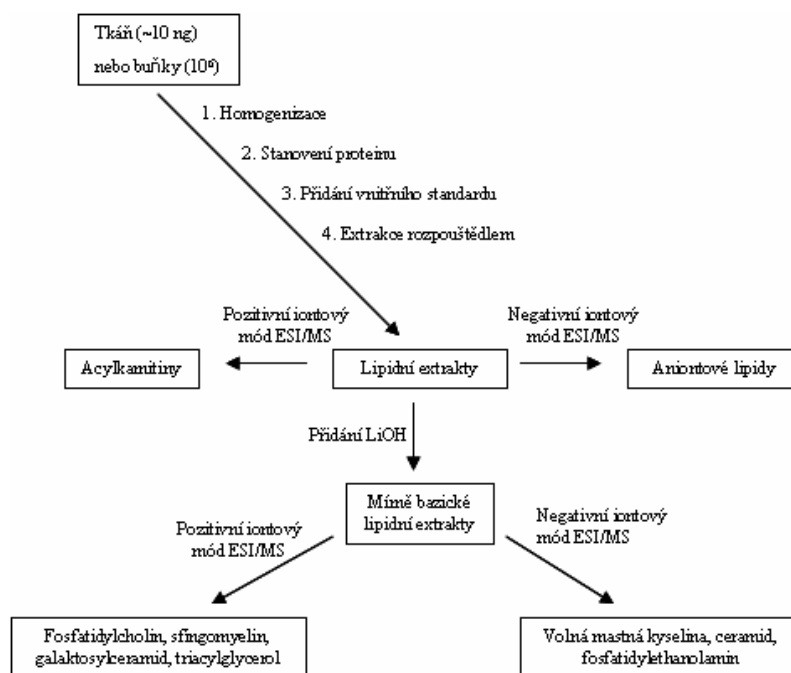 Tkáň (~10 ng)
nebo buňky (10⁶)
1. Homogenizace
2. Stanovení proteinu
3. Přidání vnitřního standardu
4. Extrakce rozpouštědlem
Pozitivní iontový
mód ESI/MS
Negativní iontový
mód ESI/MS
Acylkarnitiny
Lipidní extrakty
Aniontové lipidy
Přidání LiOH
Mírně bazické
lipidní extrakty
Pozitivní iontový
mód ESI/MS
Negativní iontový
mód ESI/MS
Fosfatidylcholin, sfingomyelin,
galaktosylceramid, triacylglycerol
Volná mastná kyselina, ceramid,
fosfatidylethanolamin